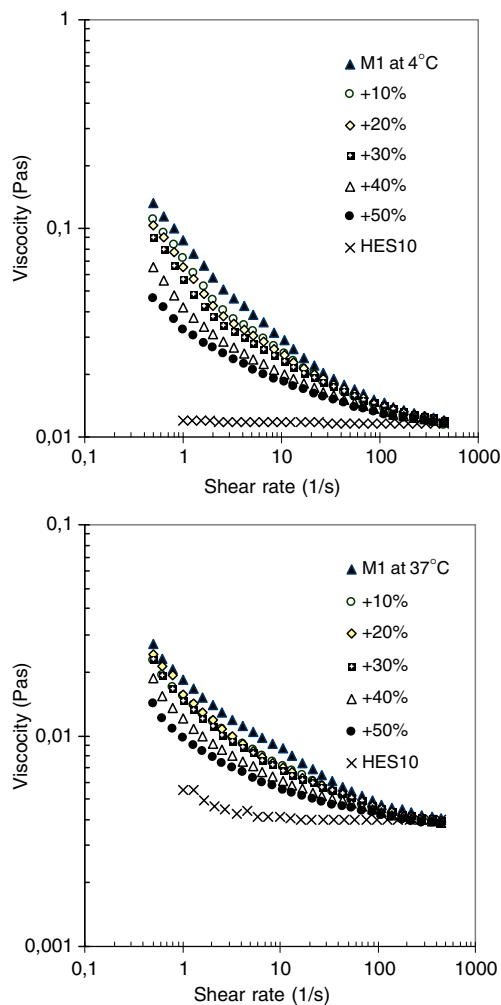 1
0,1
0,01
Viscocity (Pas)
M1 at 4°C
+10%
+20%
+30%
+40%
+50%
HES10
0,1 1 10 100 1000
Shear rate (1/s)
0,1
0,01
0,001
Viscocity (Pas)
M1 at 37°C
+10%
+20%
+30%
+40%
+50%
HES10
0,1 1 10 100 1000
Shear rate (1/s)